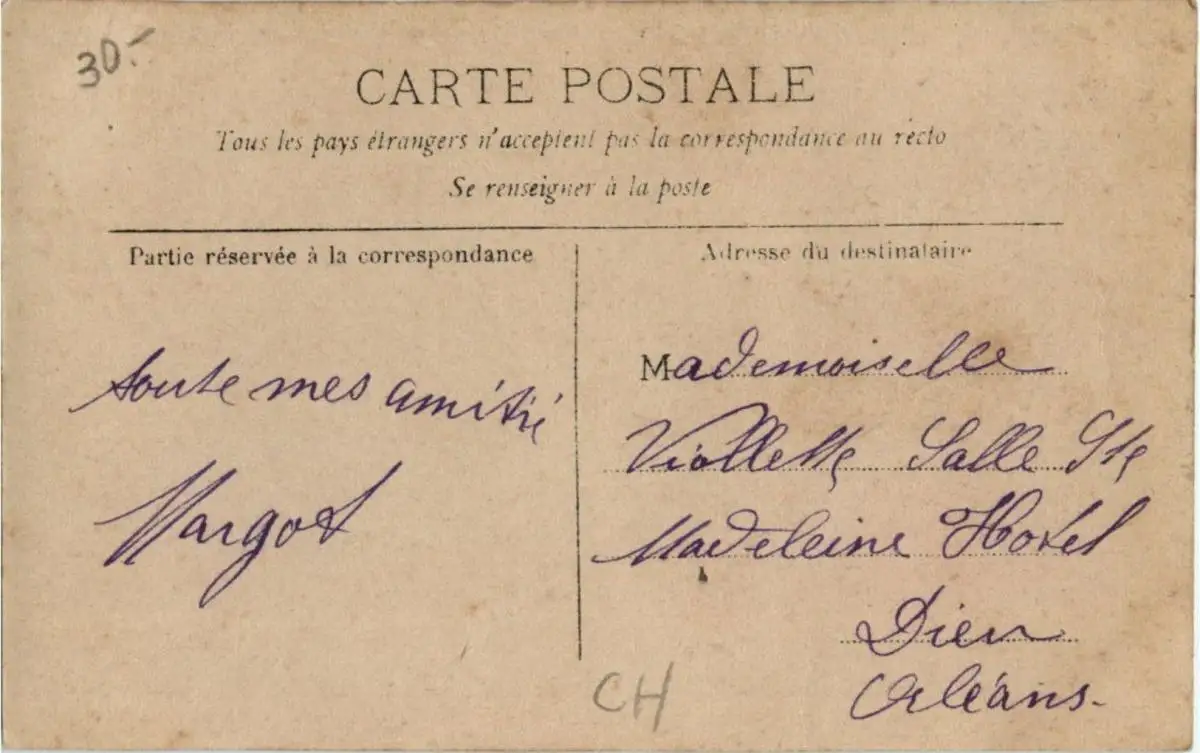 30.-
CARTE POSTALE
Tous les pays étrangers n'acceptent pas la correspondance au recto
Se renseigner à la poste
Partie réservée à la correspondance
toute mes amitié
Margot
Adresse du destinataire
Mademoiselle
Viollette Salle Ste
Madeleine Hotel
Dieu
Orléans.
CH